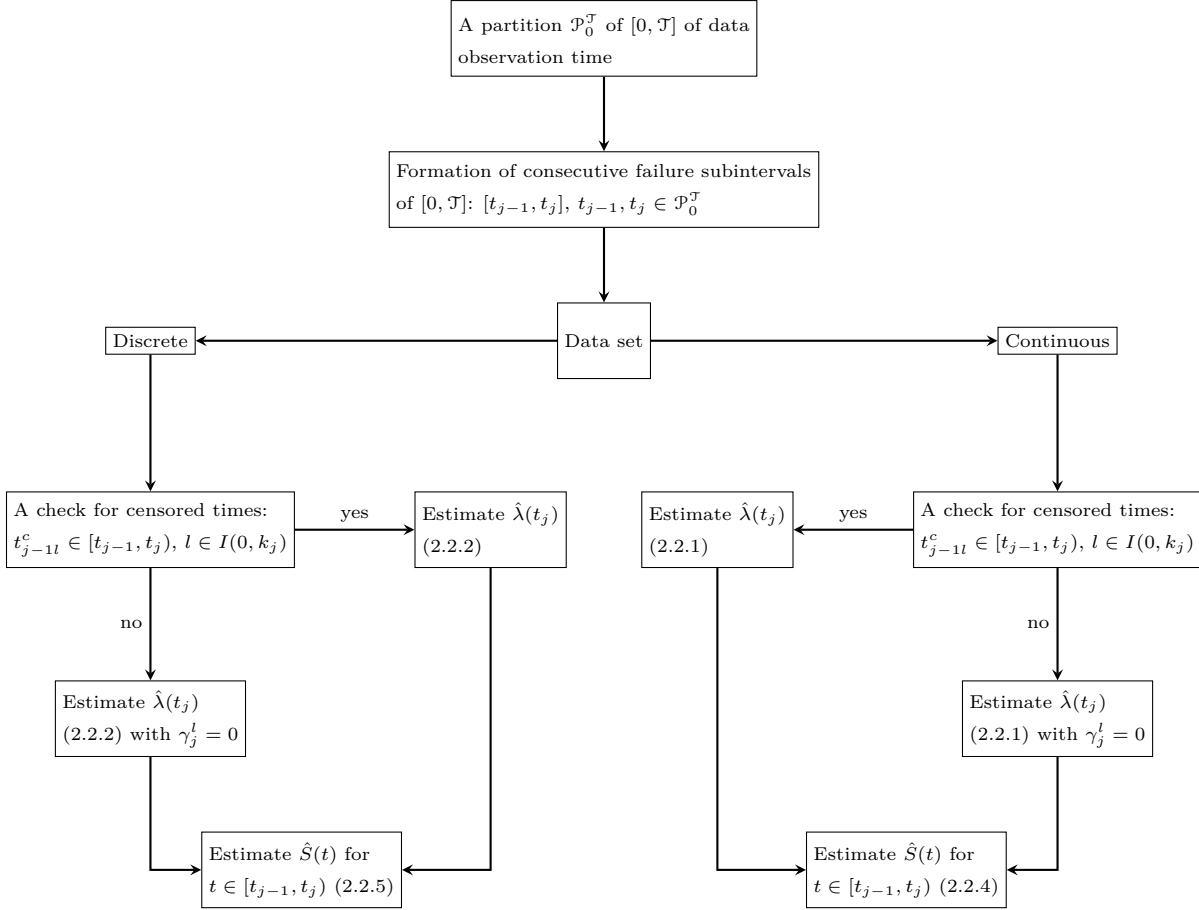 A partition 𝒫₀^𝒯 of [0, 𝒯] of data
observation time
Formation of consecutive failure subintervals
of [0, 𝒯]: [t_{j−1}, t_j], t_{j−1}, t_j ∈ 𝒫₀^𝒯
Discrete
Data set
Continuous
A check for censored times:
t^c_{j−1l} ∈ [t_{j−1}, t_j), l ∈ I(0, k_j)
yes
Estimate λ̂(t_j)
(2.2.2)
Estimate λ̂(t_j)
(2.2.1)
yes
A check for censored times:
t^c_{j−1l} ∈ [t_{j−1}, t_j), l ∈ I(0, k_j)
no
no
Estimate λ̂(t_j)
(2.2.2) with γ_j^l = 0
Estimate λ̂(t_j)
(2.2.1) with γ_j^l = 0
Estimate Ŝ(t) for
t ∈ [t_{j−1}, t_j) (2.2.5)
Estimate Ŝ(t) for
t ∈ [t_{j−1}, t_j) (2.2.4)